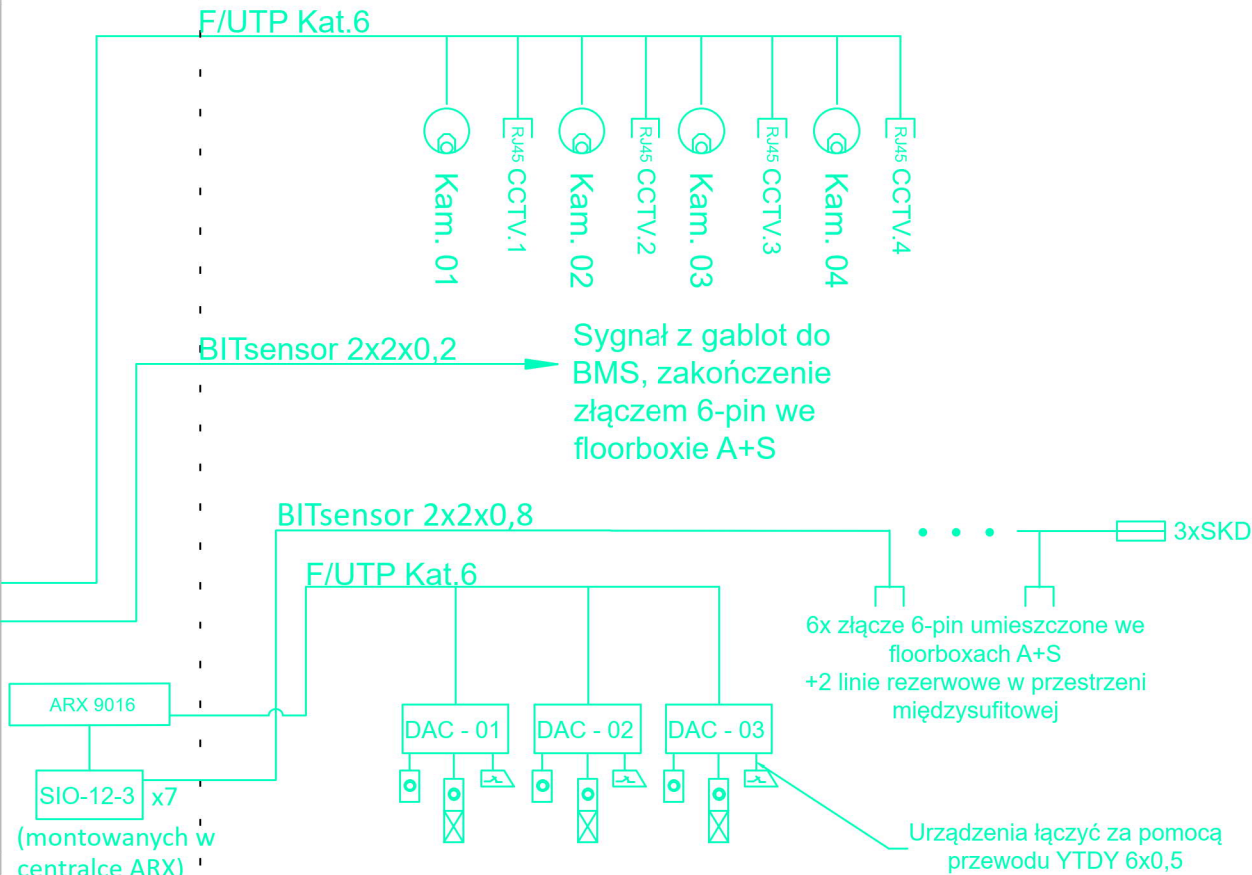 F/UTP Kat.6
Kam. 01
RJ45 CCTV.1
Kam. 02
RJ45 CCTV.2
Kam. 03
RJ45 CCTV.3
Kam. 04
RJ45 CCTV.4
BITsensor 2x2x0,2
Sygnał z gablot do
BMS, zakończenie
złączem 6-pin we
floorboxie A+S
BITsensor 2x2x0,8
3xSKD
F/UTP Kat.6
6x złącze 6-pin umieszczone we
floorboxach A+S
+2 linie rezerwowe w przestrzeni
międzysufitowej
ARX 9016
DAC - 01
DAC - 02
DAC - 03
SIO-12-3 x7
(montowanych w
centralce ARX)
Urządzenia łączyć za pomocą
przewodu YTDY 6x0,5